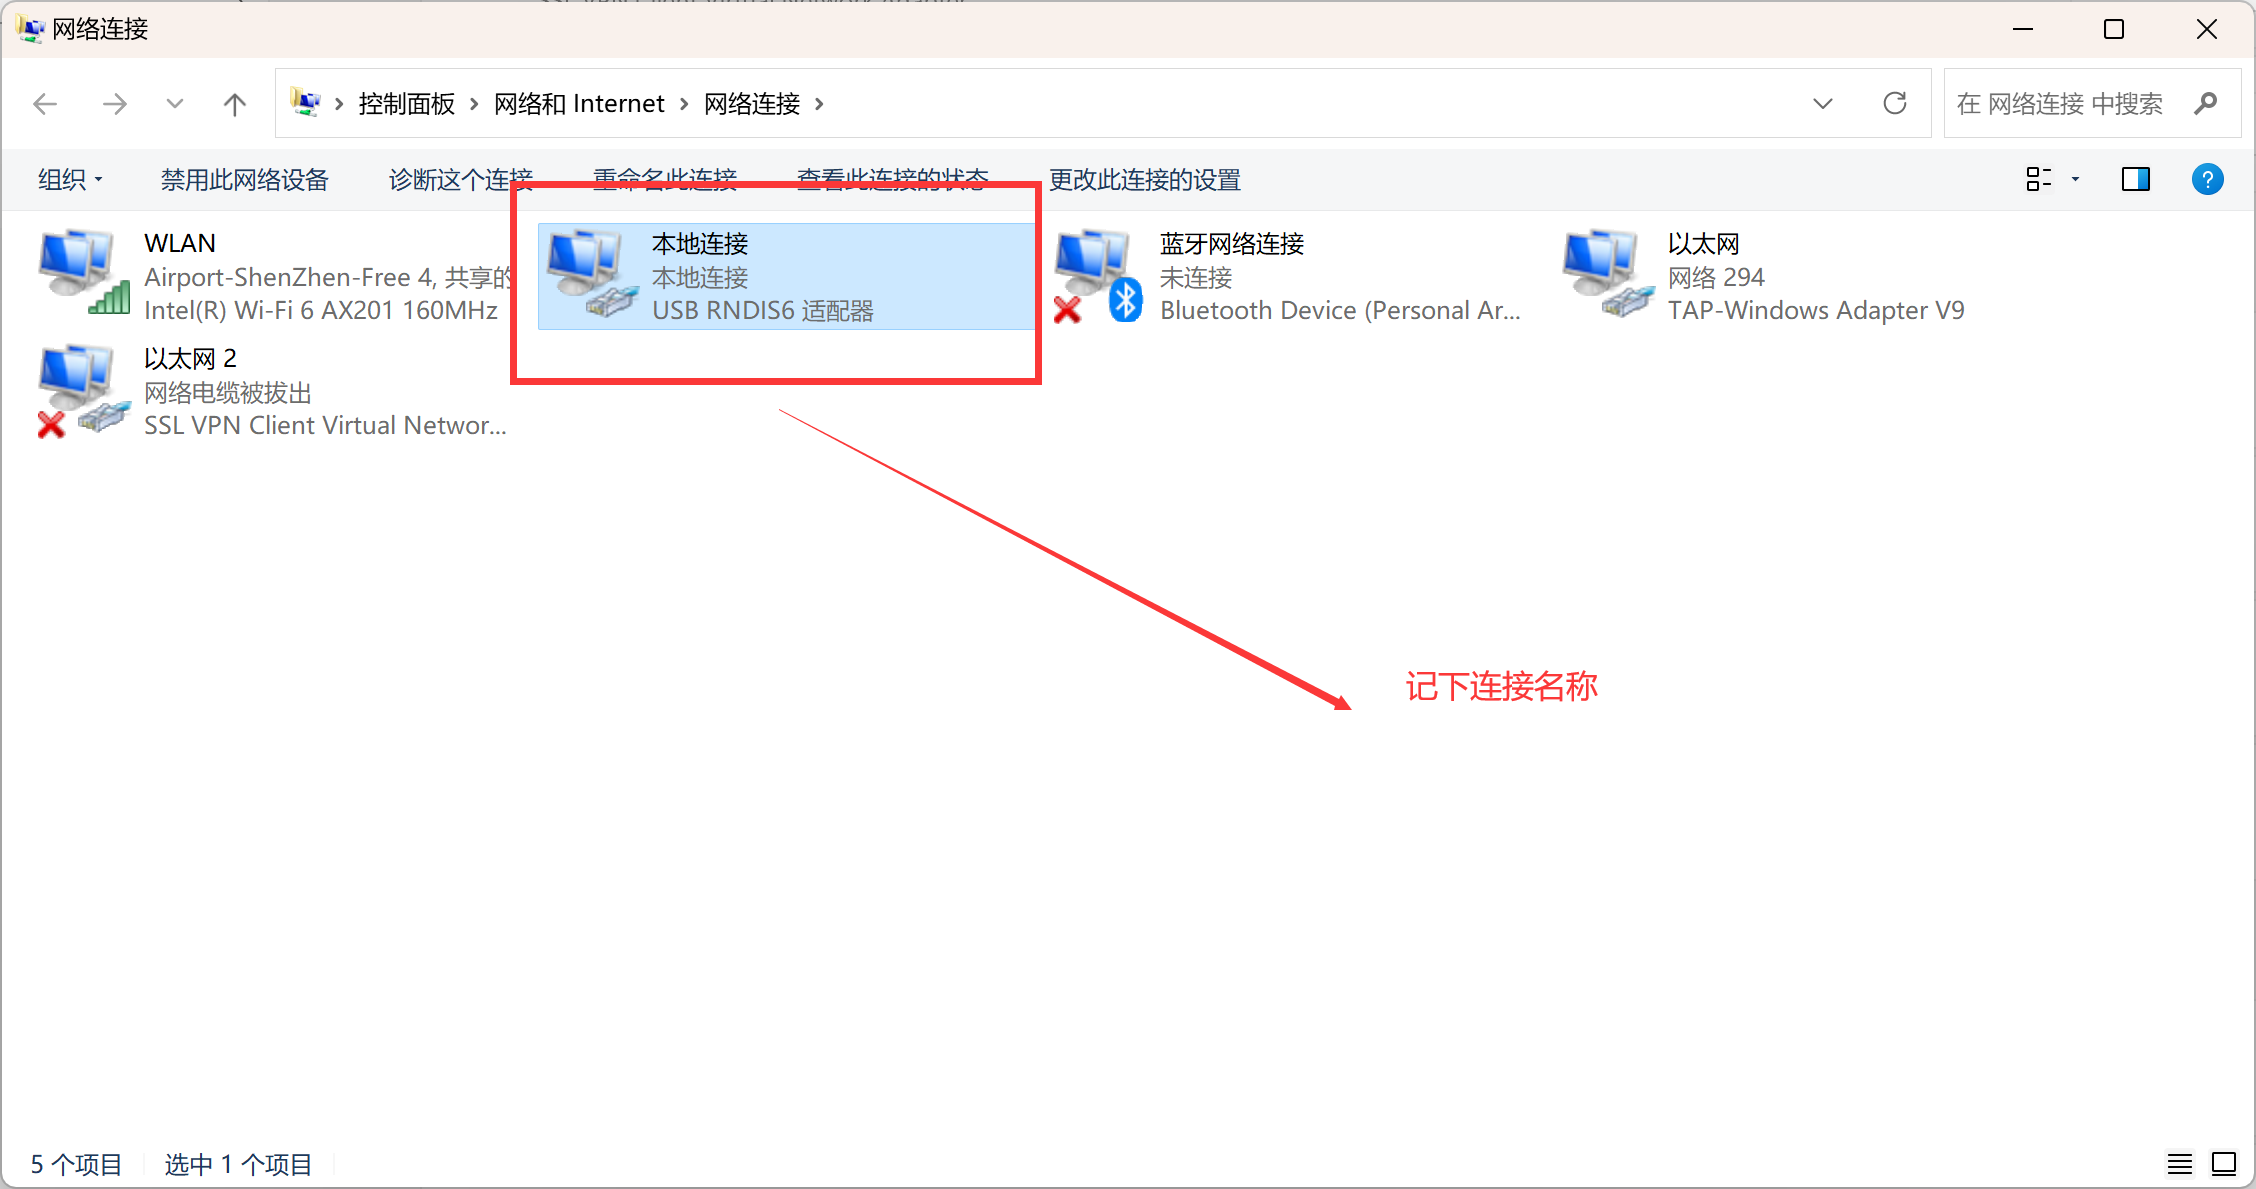 网络连接
控制面板 网络和 Internet 网络连接
在 网络连接 中搜索
组织 禁用此网络设备 诊断这个连接 重命名此连接 查看此连接的状态 更改此连接的设置
WLAN
Airport-ShenZhen-Free 4, 共享的
Intel(R) Wi-Fi 6 AX201 160MHz
本地连接
本地连接
USB RNDIS6 适配器
蓝牙网络连接
未连接
Bluetooth Device (Personal Ar...
以太网
网络 294
TAP-Windows Adapter V9
以太网 2
网络电缆被拔出
SSL VPN Client Virtual Networ...
记下连接名称
5 个项目 选中 1 个项目